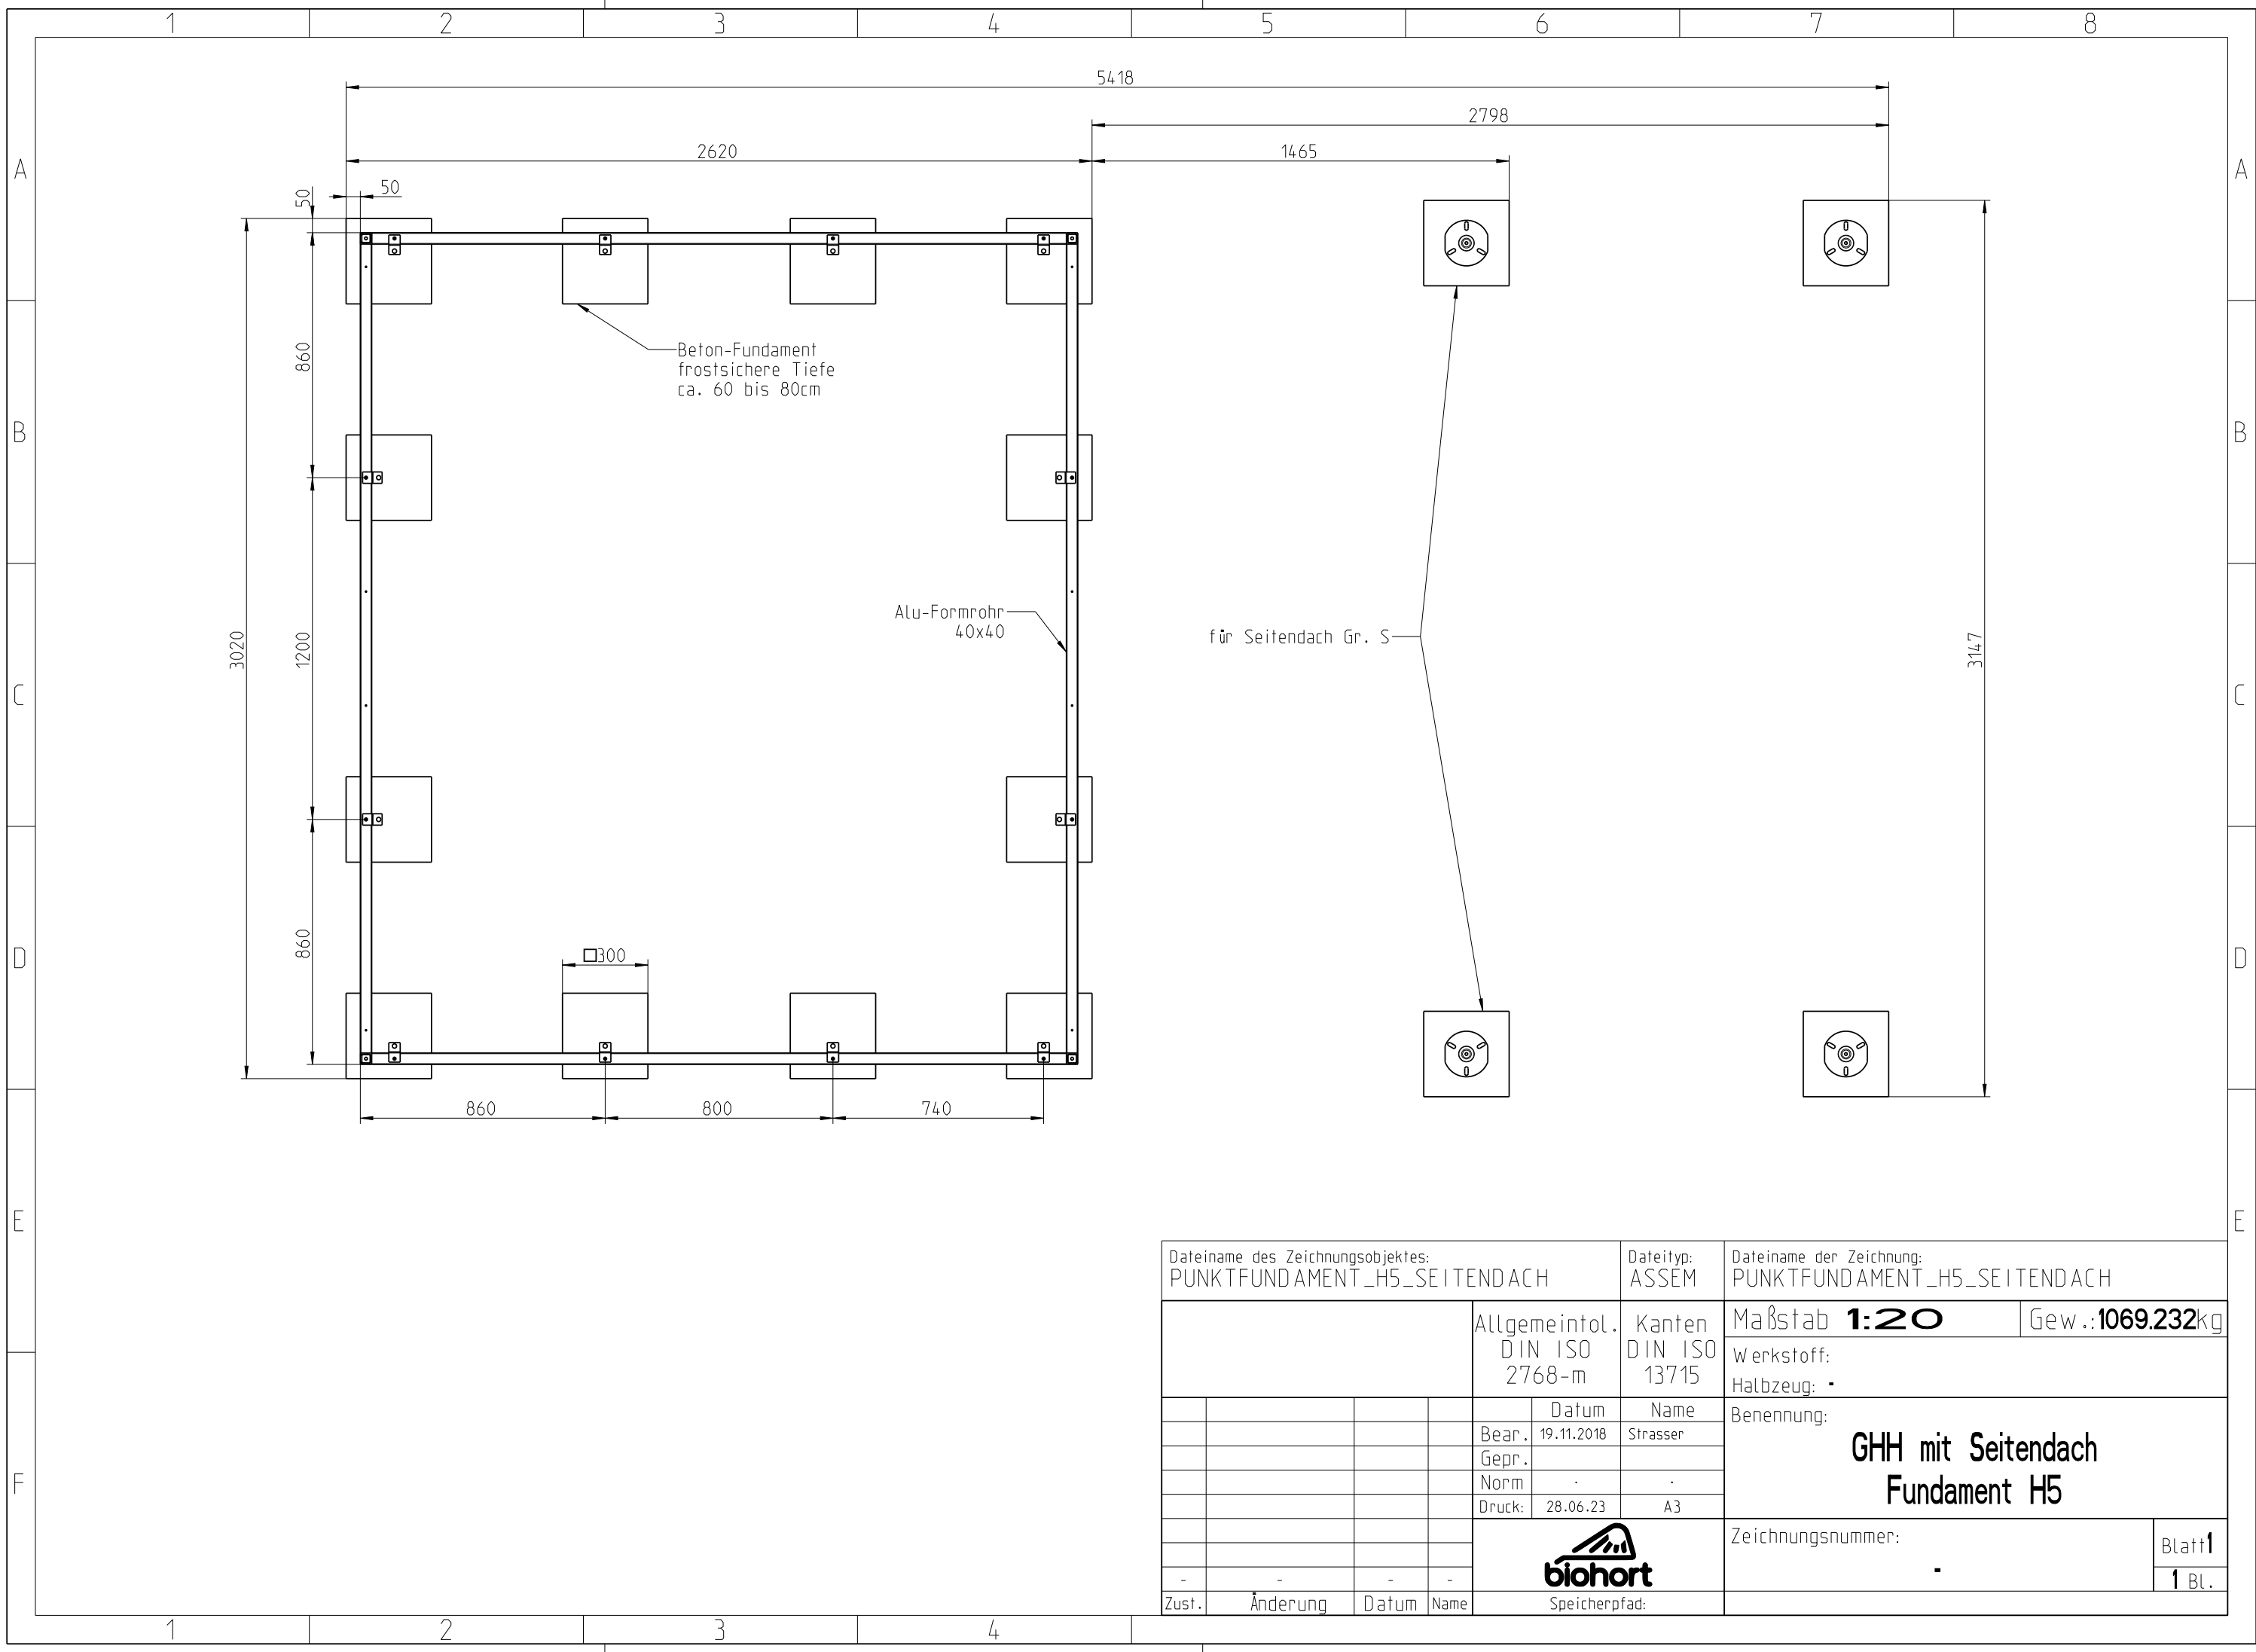 1 2 3 4 5 6 7 8
5418
2798
2620 1465
50
50
A A
860
Beton-Fundament
frostsichere Tiefe
ca. 60 bis 80cm
B B
Alu-Formrohr
40x40
für Seitendach Gr. S
3020
1200
3147
C C
860
□300
D D
860 800 740
E E
Dateiname des Zeichnungsobjektes:
PUNKTFUNDAMENT_H5_SEITENDACH
Dateityp:
ASSEM
Dateiname der Zeichnung:
PUNKTFUNDAMENT_H5_SEITENDACH
Allgemeintol.
DIN ISO
2768-m
Kanten
DIN ISO
13715
Maßstab 1:20
Gew.:1069.232kg
Werkstoff:
Halbzeug: -
Datum Name
Bear. 19.11.2018 Strasser
Gepr.
Norm . .
Druck: 28.06.23 A3
Benennung:
GHH mit Seitendach
Fundament H5
F
biohort
Zeichnungsnummer:
-
Blatt1
1 Bl.
- - - -
Zust. Änderung Datum Name
Speicherpfad:
1 2 3 4